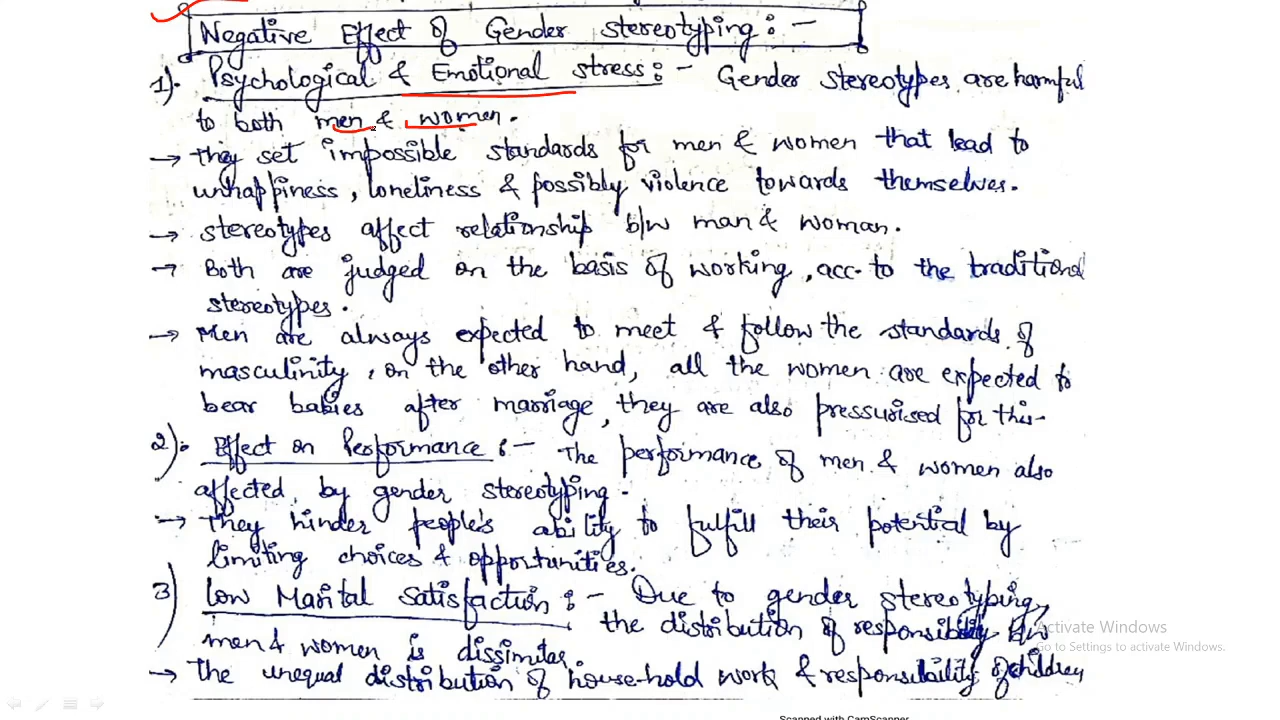 Negative Effect of Gender stereotyping : -
1). Psychological & Emotional stress : - Gender stereotypes are harmful
to both men & women.
→ They set impossible standards for men & women that lead to
unhappiness, loneliness & possibly violence towards themselves.
→ stereotypes affect relationship b/w man & woman.
→ Both are judged on the basis of working, acc. to the traditional
stereotypes.
→ Men are always expected to meet & follow the standards of
masculinity, on the other hand, all the women are expected to
bear babies after marriage, they are also pressurised for this.
2). Effect on Performance : - The performance of men & women also
affected by gender stereotyping.
→ They hinder people's ability to fulfill their potential by
limiting choices & opportunities.
3) Low Marital Satisfaction : - Due to gender stereotyping,
the distribution of responsibility b/w
men & women is dissimilar
→ The unequal distribution of house-hold work & responsibility of children
Activate Windows
Go to Settings to activate Windows.
Scanned with CamScanner